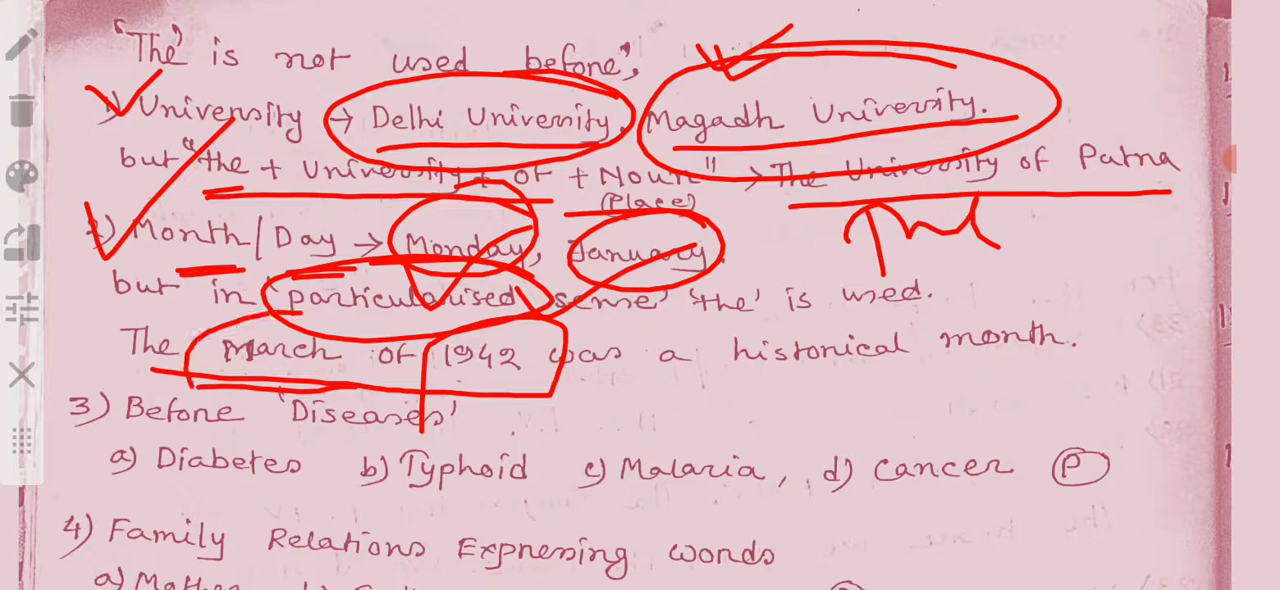 'The' is not used before',
1) University → Delhi University, Magadh University.
but "the + University + of + Noun" → The University of Patna
(Place)
The
2) Month/Day → Monday, January.
but in particularised sense 'the' is used.
The March of 1942 was a historical month.
3) Before 'Diseases'
a) Diabetes b) Typhoid c) Malaria, d) Cancer (P)
4) Family Relations Expressing words
a) Mother